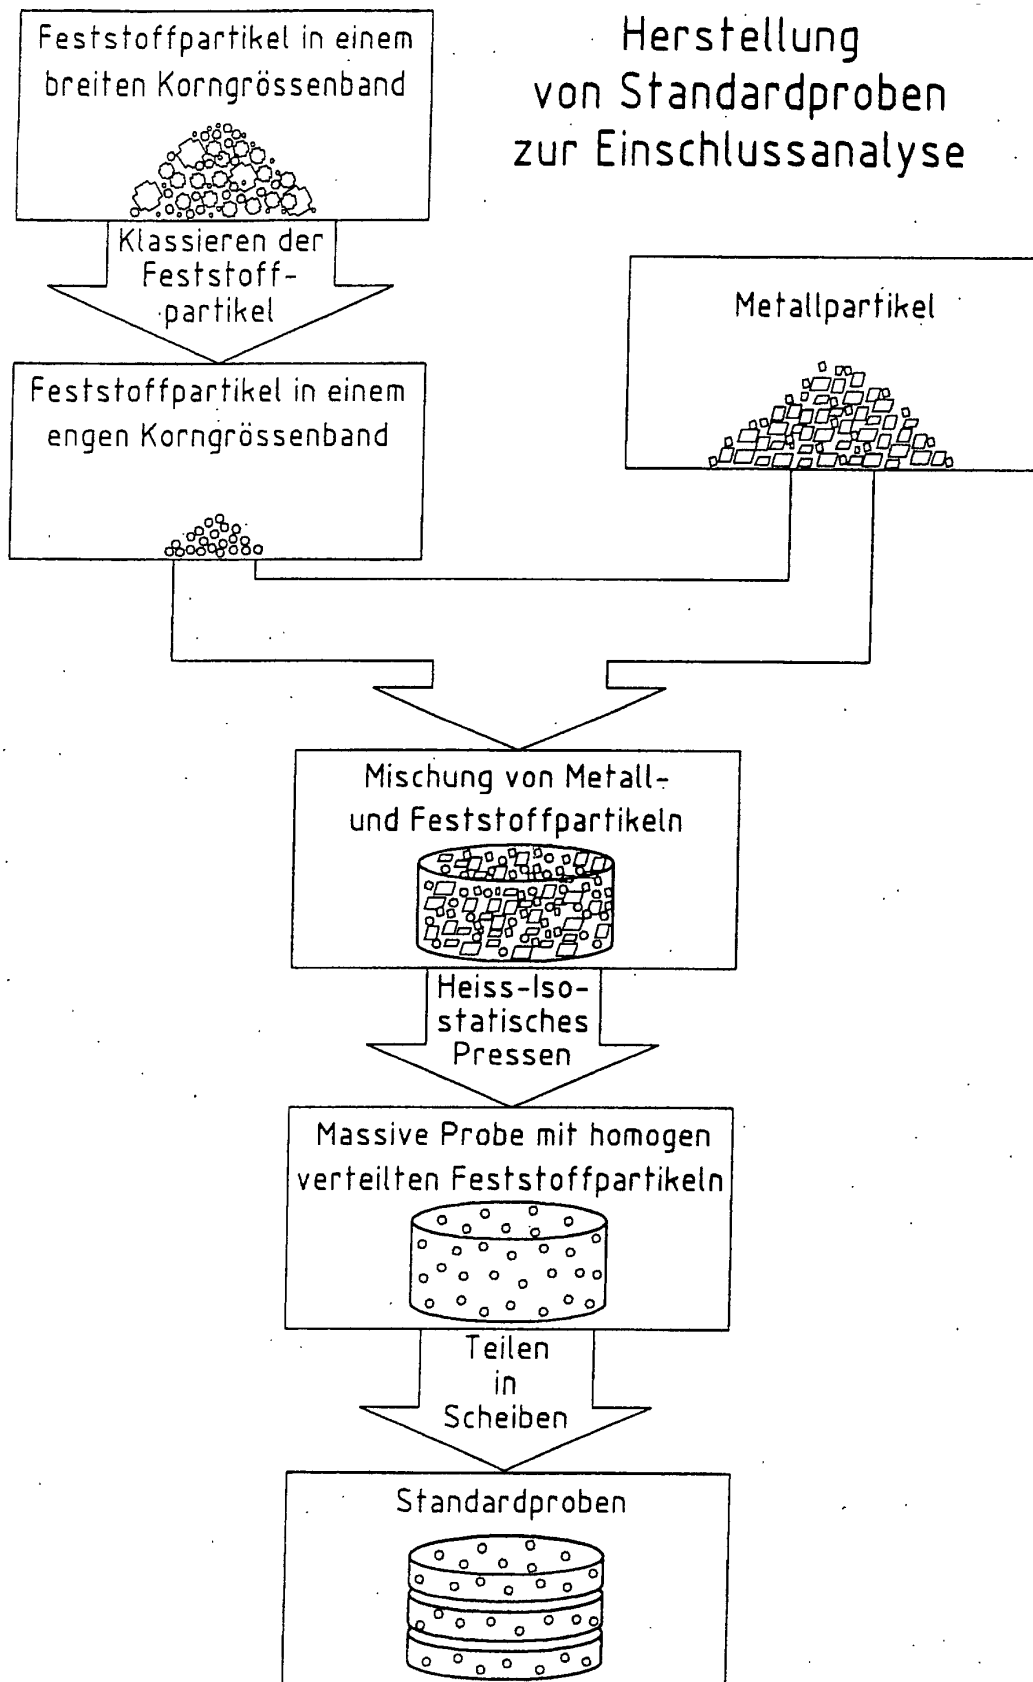 Herstellung
von Standardproben
zur Einschlussanalyse
Feststoffpartikel in einem
breiten Korngrössenband
Klassieren der
Feststoff-
partikel
Metallpartikel
Feststoffpartikel in einem
engen Korngrössenband
Mischung von Metall-
und Feststoffpartikeln
Heiss-Iso-
statisches
Pressen
Massive Probe mit homogen
verteilten Feststoffpartikeln
Teilen
in
Scheiben
Standardproben